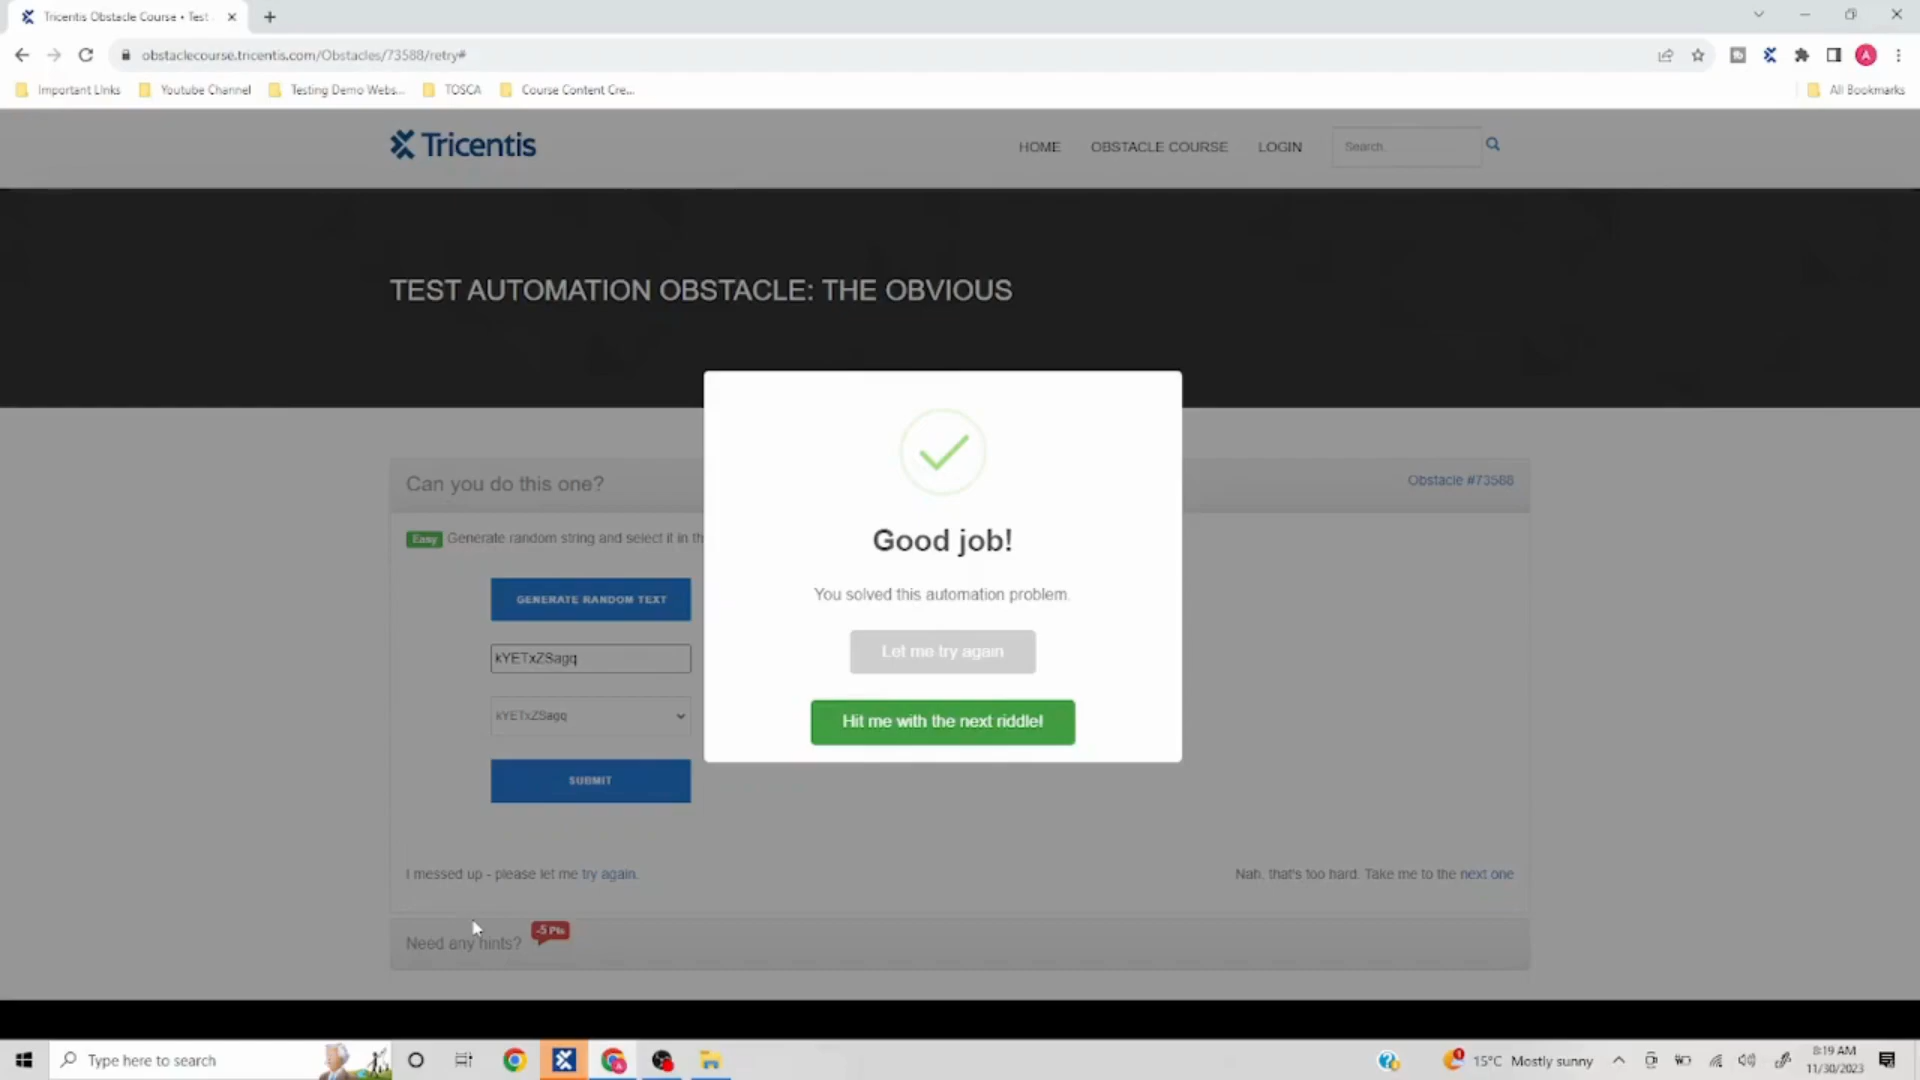 Tricentis Obstacle Course • Test
obstaclecourse.tricentis.com/Obstacles/73588/retry#
Important Links
Youtube Channel
Testing Demo Webs...
TOSCA
Course Content Cre...
All Bookmarks
Tricentis
HOME
OBSTACLE COURSE
LOGIN
Search.
TEST AUTOMATION OBSTACLE: THE OBVIOUS
Can you do this one?
Obstacle #73588
Easy Generate random string and select it in th
GENERATE RANDOM TEXT
kYETxZSagq
kYETxZSagq
SUBMIT
Good job!
You solved this automation problem.
Let me try again
Hit me with the next riddle!
I messed up - please let me try again.
Nah, that's too hard. Take me to the next one
Need any hints?
-5 Pts
Type here to search
15°C Mostly sunny
8:19 AM
11/30/2023